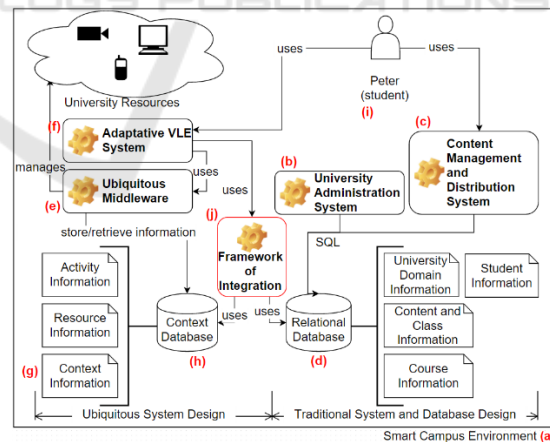 uses
uses
Peter
(student)
(i)
University Resources
(f)
Adaptative VLE
System
(c)
Content
Management
and
Distribution
System
manages
uses
(b)
University
Administration
System
Ubiquitous
Middleware
(e)
uses
(j)
store/retrieve information
Framework
of
Integration
SQL
Activity
Information
University
Domain
Information
Student
Information
Resource
Information
Context
Database
uses
uses
Relational
Database
Content and
Class
Information
(g)
Context
Information
(h)
(d)
Course
Information
Ubiquitous System Design
Traditional System and Database Design
Smart Campus Environment (a